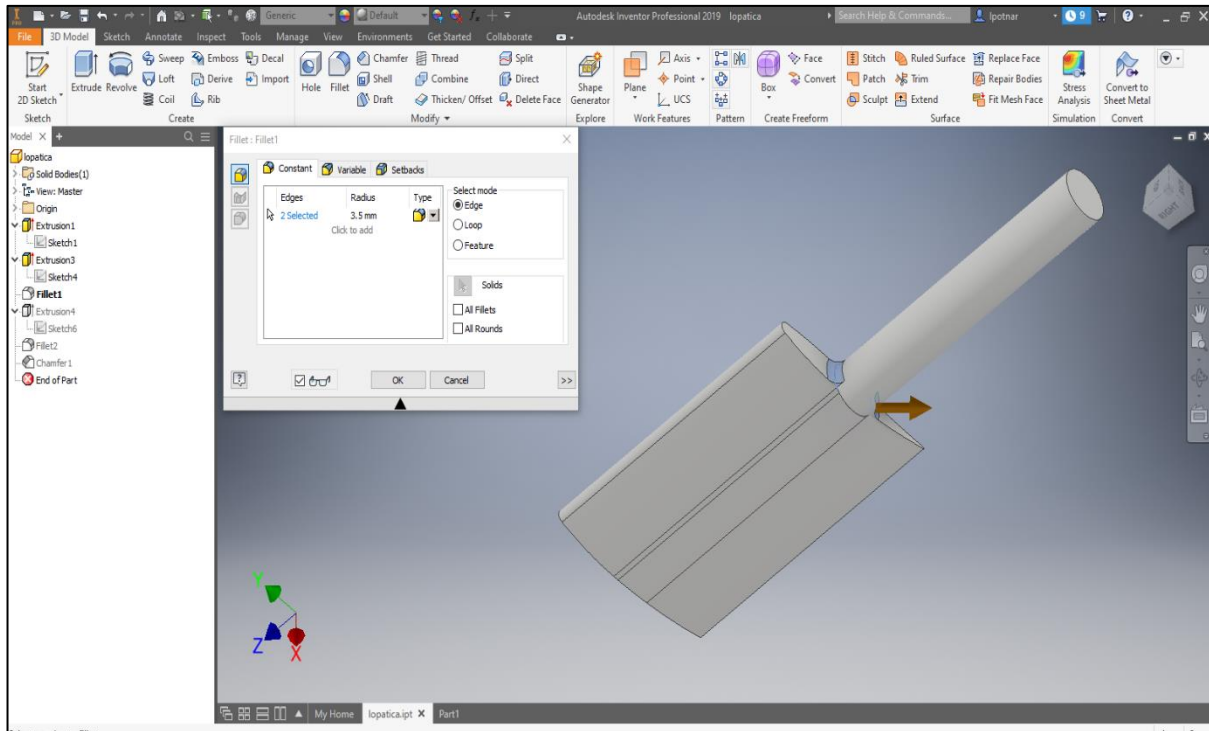 Generic
Default
Autodesk Inventor Professional 2019 lopatica
Search Help & Commands...
lpotnar
9
File 3D Model Sketch Annotate Inspect Tools Manage View Environments Get Started Collaborate
Start 2D Sketch
Extrude Revolve
Sweep Emboss Decal
Loft Derive Import
Coil Rib
Hole Fillet
Chamfer Thread Split
Shell Combine Direct
Draft Thicken/ Offset Delete Face
Shape Generator
Plane
Axis
Point
UCS
Box
Face
Convert
Stitch Ruled Surface Replace Face
Patch Trim Repair Bodies
Sculpt Extend Fit Mesh Face
Stress Analysis
Convert to Sheet Metal
Sketch Create Modify Explore Work Features Pattern Create Freeform Surface Simulation Convert
Model
lopatica
Solid Bodies(1)
View: Master
Origin
Extrusion1
Sketch1
Extrusion3
Sketch4
Fillet1
Extrusion4
Sketch6
Fillet2
Chamfer1
End of Part
Fillet : Fillet1
Constant Variable Setbacks
Edges Radius Type
2 Selected 3.5 mm
Click to add
Select mode
Edge
Loop
Feature
Solids
All Fillets
All Rounds
OK Cancel >>
RIGHT
Y
Z
X
My Home lopatica.ipt Part1